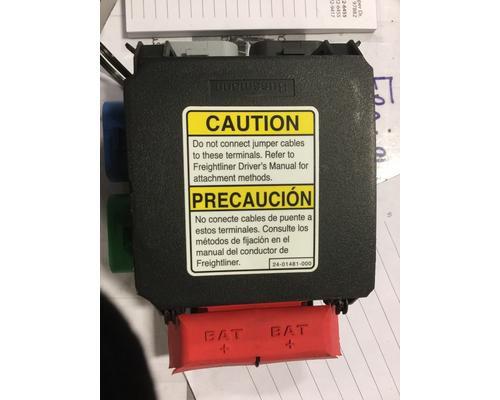 Bussmann
CAUTION
Do not connect jumper cables
to these terminals. Refer to
Freightliner Driver's Manual for
attachment methods.
PRECAUCIÓN
No conecte cables de puente a
estos terminales. Consulte los
métodos de fijación en el
manual del conductor de
Freightliner.
24-01481-000
BAT BAT
+ +